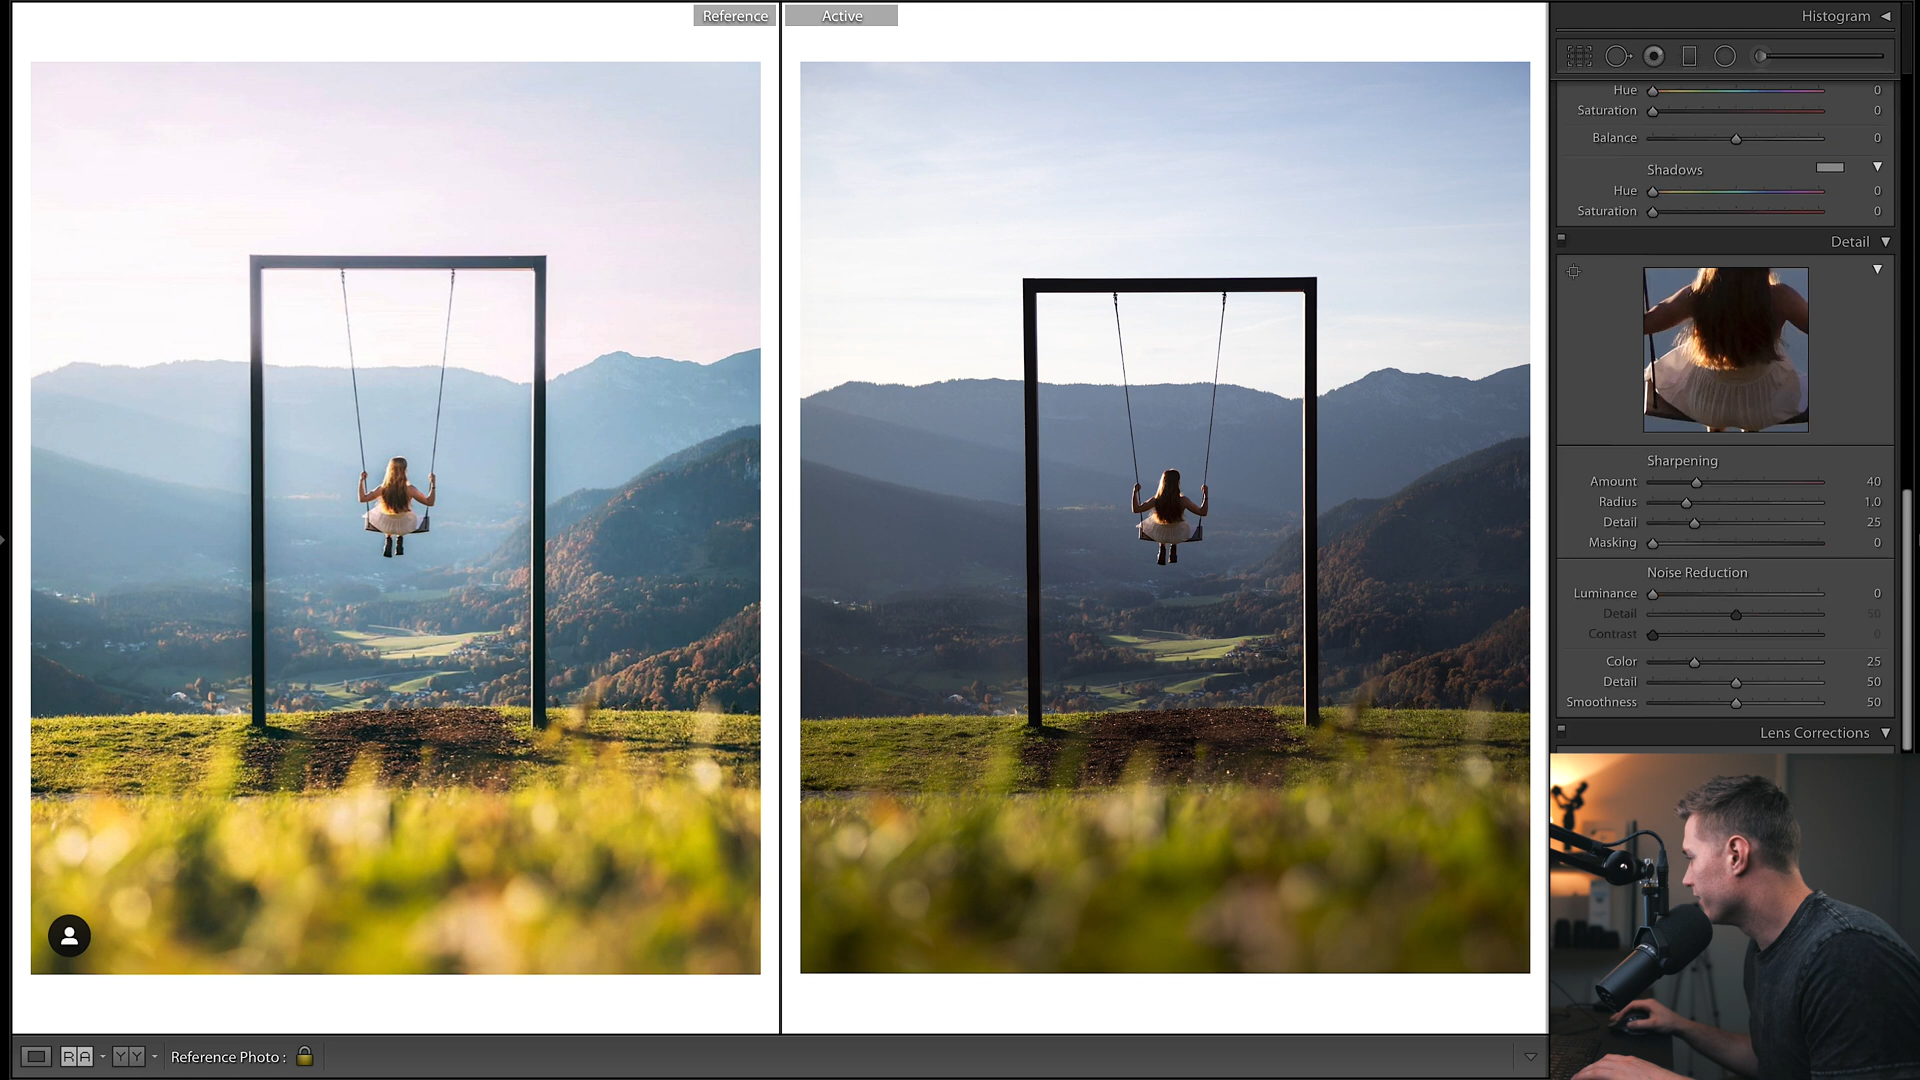 Reference
Active
Histogram
Hue 0
Saturation 0
Balance 0
Shadows
Hue 0
Saturation 0
Detail
Sharpening
Amount 40
Radius 1.0
Detail 25
Masking 0
Noise Reduction
Luminance 0
Detail 50
Contrast 0
Color 25
Detail 50
Smoothness 50
Lens Corrections
R A
Y Y
Reference Photo :